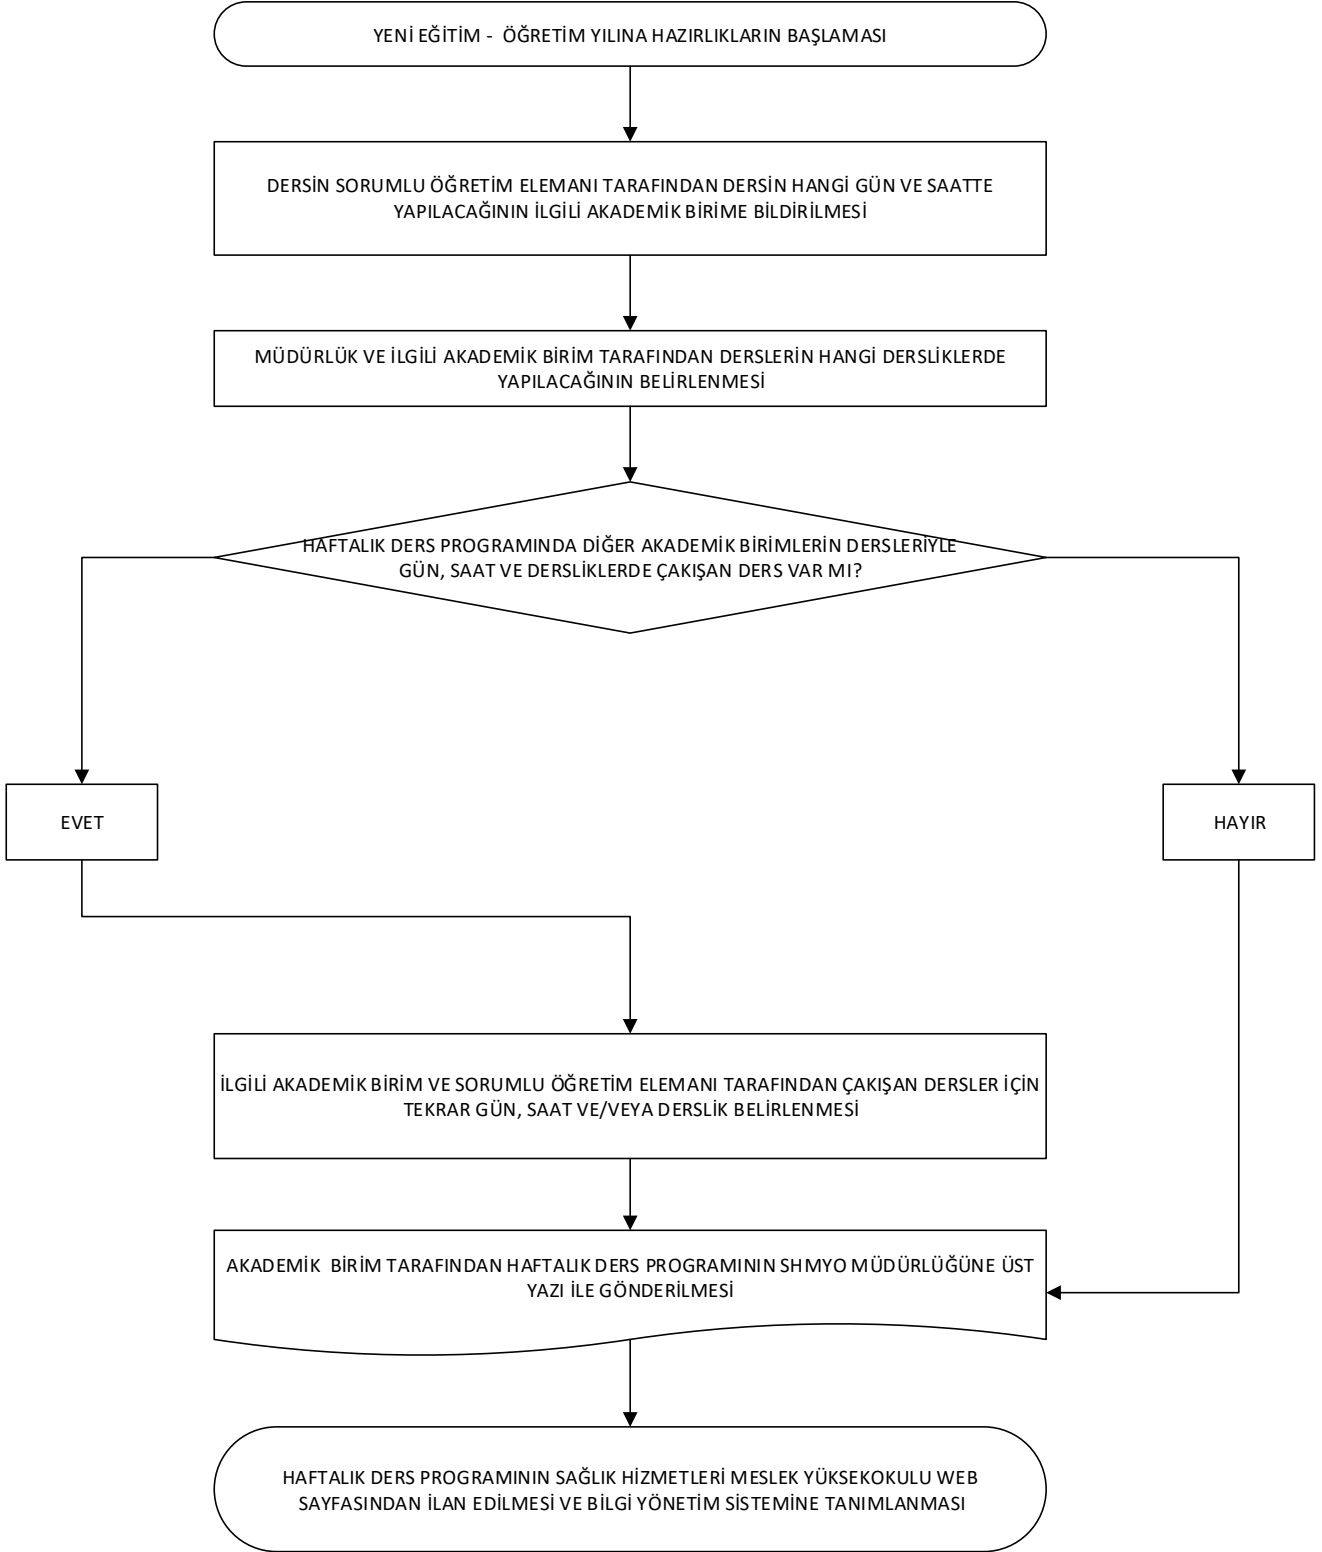 YENİ EĞİTİM -  ÖĞRETİM YILINA HAZIRLIKLARIN BAŞLAMASI
DERSİN SORUMLU ÖĞRETİM ELEMANI TARAFINDAN DERSİN HANGİ GÜN VE SAATTE
YAPILACAĞININ İLGİLİ AKADEMİK BİRİME BİLDİRİLMESİ
MÜDÜRLÜK VE İLGİLİ AKADEMİK BİRİM TARAFINDAN DERSLERİN HANGİ DERSLİKLERDE
YAPILACAĞININ BELİRLENMESİ
HAFTALIK DERS PROGRAMINDA DİĞER AKADEMİK BİRİMLERİN DERSLERİYLE
GÜN, SAAT VE DERSLİKLERDE ÇAKIŞAN DERS VAR MI?
EVET
HAYIR
İLGİLİ AKADEMİK BİRİM VE SORUMLU ÖĞRETİM ELEMANI TARAFINDAN ÇAKIŞAN DERSLER İÇİN
TEKRAR GÜN, SAAT VE/VEYA DERSLİK BELİRLENMESİ
AKADEMİK  BİRİM TARAFINDAN HAFTALIK DERS PROGRAMININ SHMYO MÜDÜRLÜĞÜNE ÜST
YAZI İLE GÖNDERİLMESİ
HAFTALIK DERS PROGRAMININ SAĞLIK HİZMETLERİ MESLEK YÜKSEKOKULU WEB
SAYFASINDAN İLAN EDİLMESİ VE BİLGİ YÖNETİM SİSTEMİNE TANIMLANMASI